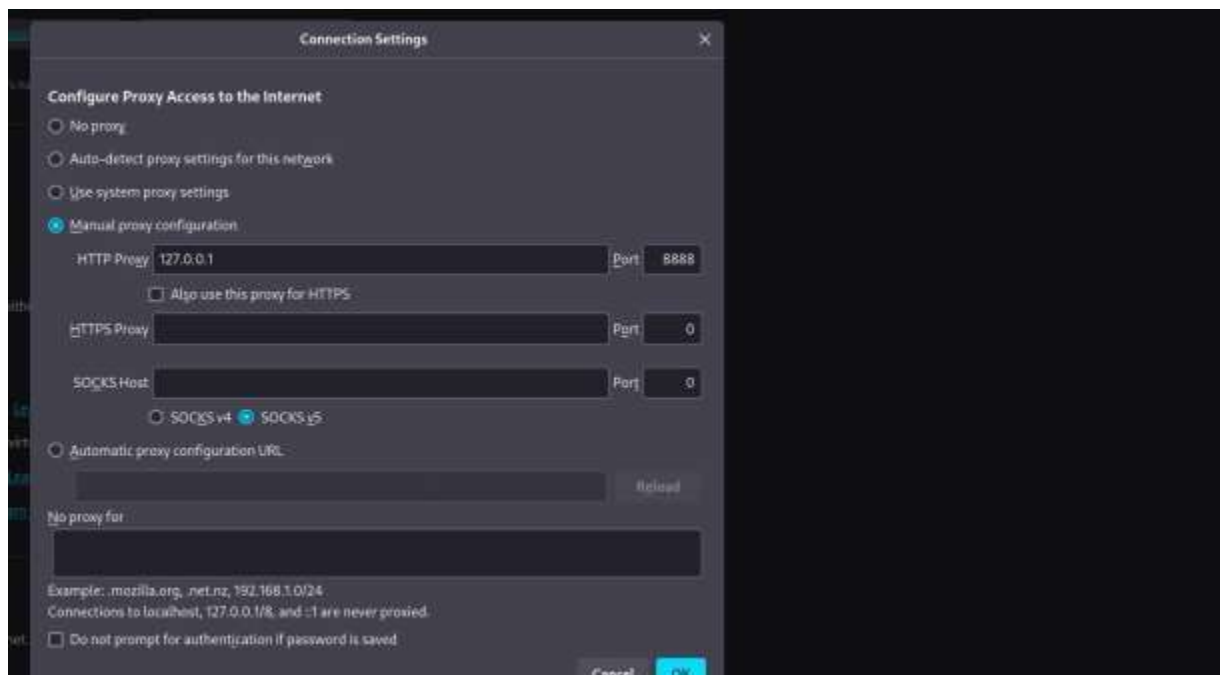 Connection Settings ×
Configure Proxy Access to the Internet
No proxy
Auto-detect proxy settings for this network
Use system proxy settings
Manual proxy configuration
HTTP Proxy 127.0.0.1 Port 8888
Also use this proxy for HTTPS
HTTPS Proxy Port 0
SOCKS Host Port 0
SOCKS v4 SOCKS v5
Automatic proxy configuration URL
Reload
No proxy for
Example: .mozilla.org, .net.nz, 192.168.1.0/24
Connections to localhost, 127.0.0.1/8, and ::1 are never proxied.
Do not prompt for authentication if password is saved
Cancel OK